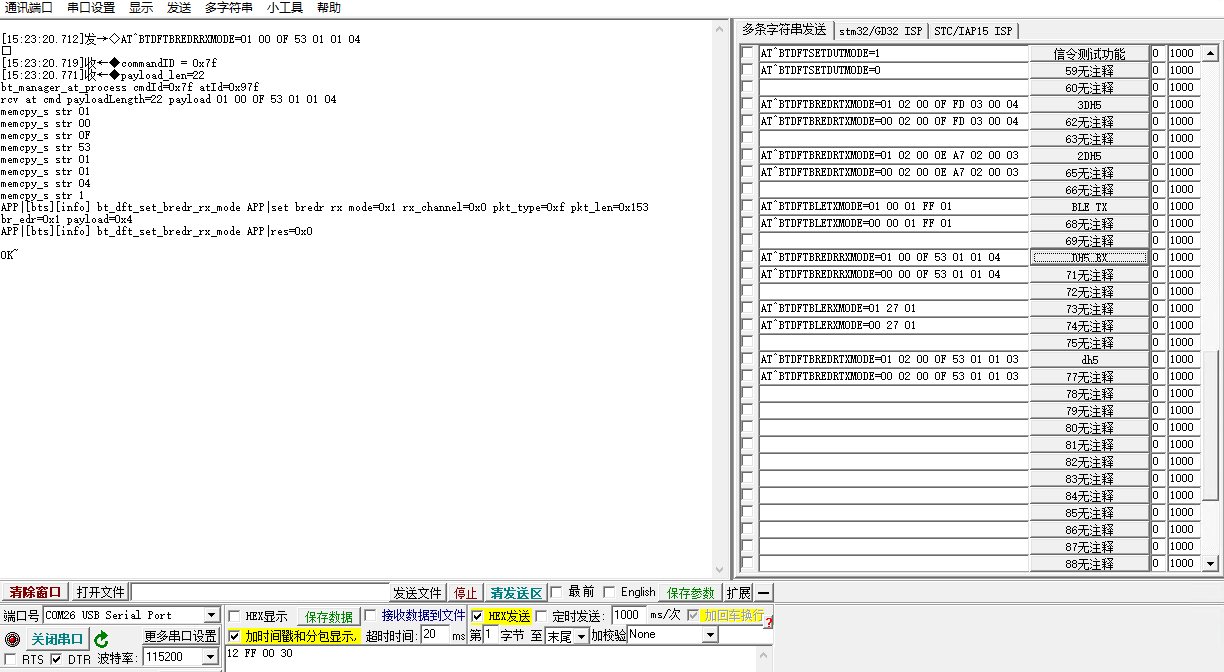 通讯端口 串口设置 显示 发送 多字符串 小工具 帮助
[15:23:20.712]发→◇AT^BTDFTBREDRRXMODE=01 00 0F 53 01 01 04
□
[15:23:20.719]收←◆commandID = 0x7f
[15:23:20.771]收←◆payload_len=22
bt_manager_at_process cmdId=0x7f atId=0x97f
rcv at cmd payloadLength=22 payload 01 00 0F 53 01 01 04
memcpy_s str 01
memcpy_s str 00
memcpy_s str 0F
memcpy_s str 53
memcpy_s str 01
memcpy_s str 01
memcpy_s str 04
memcpy_s str 1
APP|[bts][info] bt_dft_set_bredr_rx_mode APP|set bredr rx mode=0x1 rx_channel=0x0 pkt_type=0xf pkt_len=0x153
br_edr=0x1 payload=0x4
APP|[bts][info] bt_dft_set_bredr_rx_mode APP|res=0x0
OK~
多条字符串发送 stm32/GD32 ISP STC/IAP15 ISP
AT^BTDFTSETDUTMODE=1 信令测试功能 0 1000
AT^BTDFTSETDUTMODE=0 59无注释 0 1000
60无注释 0 1000
AT^BTDFTBREDRTXMODE=01 02 00 0F FD 03 00 04 3DH5 0 1000
AT^BTDFTBREDRTXMODE=00 02 00 0F FD 03 00 04 62无注释 0 1000
63无注释 0 1000
AT^BTDFTBREDRTXMODE=01 02 00 0E A7 02 00 03 2DH5 0 1000
AT^BTDFTBREDRTXMODE=00 02 00 0E A7 02 00 03 65无注释 0 1000
66无注释 0 1000
AT^BTDFTBLETXMODE=01 00 01 FF 01 BLE TX 0 1000
AT^BTDFTBLETXMODE=00 00 01 FF 01 68无注释 0 1000
69无注释 0 1000
AT^BTDFTBREDRRXMODE=01 00 0F 53 01 01 04 DH5 RX 0 1000
AT^BTDFTBREDRRXMODE=00 00 0F 53 01 01 04 71无注释 0 1000
72无注释 0 1000
AT^BTDFTBLERXMODE=01 27 01 73无注释 0 1000
AT^BTDFTBLERXMODE=00 27 01 74无注释 0 1000
75无注释 0 1000
AT^BTDFTBREDRTXMODE=01 02 00 0F 53 01 01 03 dh5 0 1000
AT^BTDFTBREDRTXMODE=00 02 00 0F 53 01 01 03 77无注释 0 1000
78无注释 0 1000
79无注释 0 1000
80无注释 0 1000
81无注释 0 1000
82无注释 0 1000
83无注释 0 1000
84无注释 0 1000
85无注释 0 1000
86无注释 0 1000
87无注释 0 1000
88无注释 0 1000
清除窗口 打开文件 发送文件 停止 清发送区 最前 English 保存参数 扩展 —
端口号 COM26 USB Serial Port HEX显示 保存数据 接收数据到文件 HEX发送 定时发送: 1000 ms/次 加回车换行 ?
关闭串口 更多串口设置 加时间戳和分包显示, 超时时间: 20 ms 第 1 字节 至 末尾 加校验 None
RTS DTR 波特率: 115200 12 FF 00 30